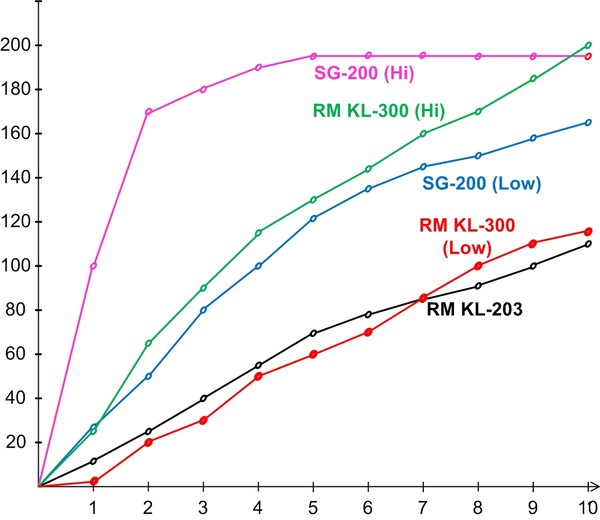 200
SG-200 (Hi)
180
RM KL-300 (Hi)
160
140
SG-200 (Low)
120
RM KL-300
(Low)
100
80
RM KL-203
60
40
20
1 2 3 4 5 6 7 8 9 10